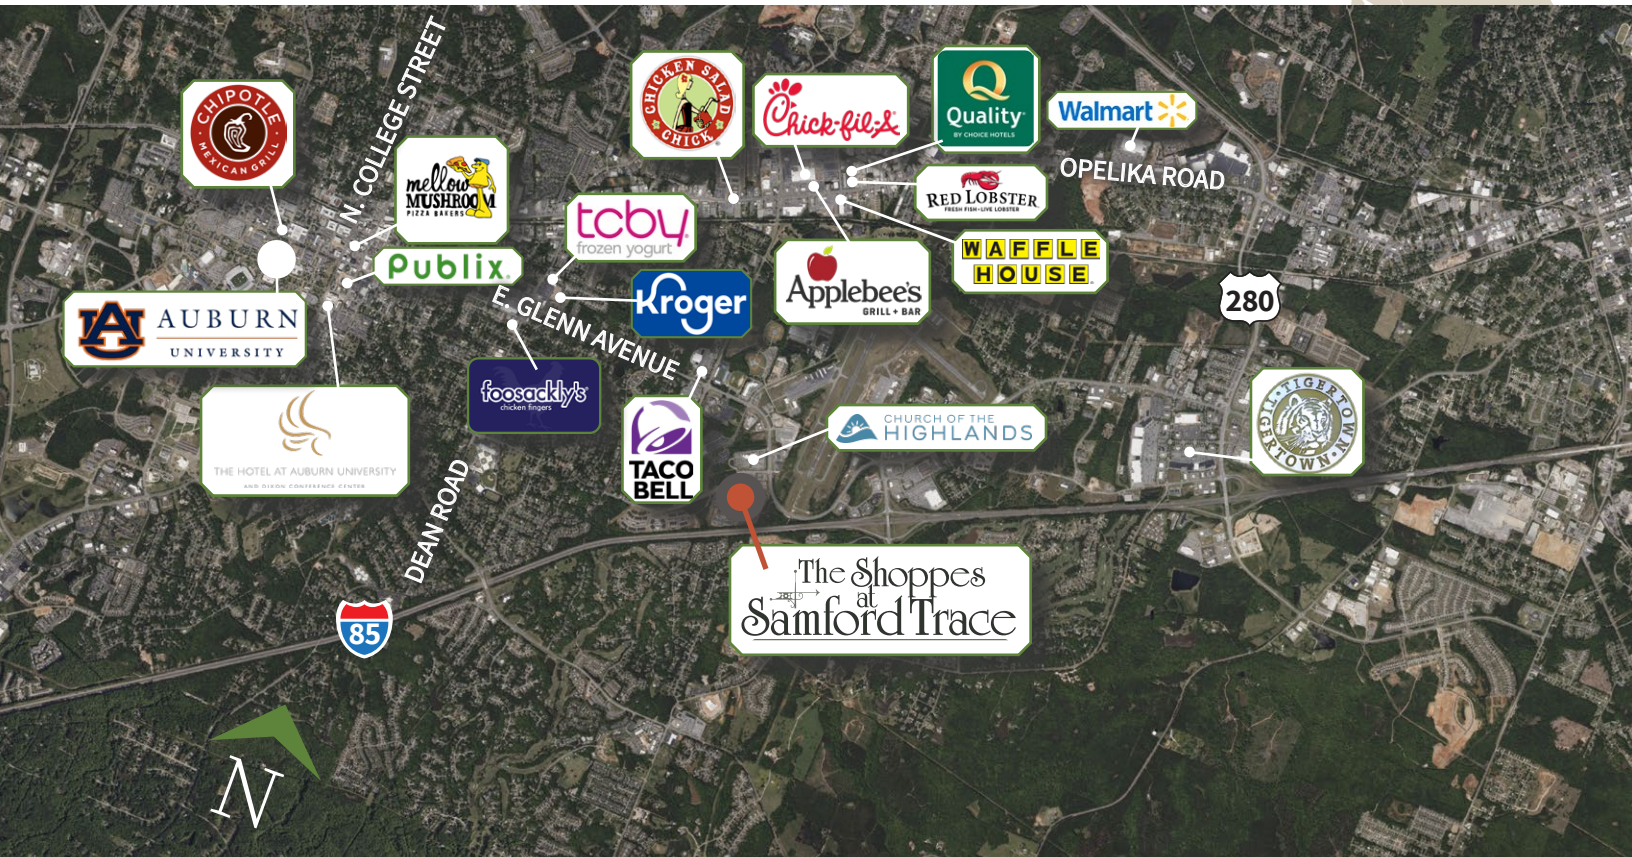 N. COLLEGE STREET
CHIPOTLE
MEXICAN GRILL
mellow
MUSHROOM
PIZZA BAKERS
Publix.
AUBURN
UNIVERSITY
THE HOTEL AT AUBURN UNIVERSITY
AND DIXON CONFERENCE CENTER
CHICKEN SALAD
CHICK
Chick-fil-A
Q
Quality
BY CHOICE HOTELS
Walmart
OPELIKA ROAD
RED LOBSTER
FRESH FISH • LIVE LOBSTER
WAFFLE
HOUSE
tcby
frozen yogurt
Kroger
Applebee's
GRILL + BAR
E. GLENN AVENUE
280
foosackly's
chicken fingers
TACO
BELL
CHURCH OF THE
HIGHLANDS
TIGERTOWN
TIGERTOWN
DEAN ROAD
The Shoppes
at
Samford Trace
85
N